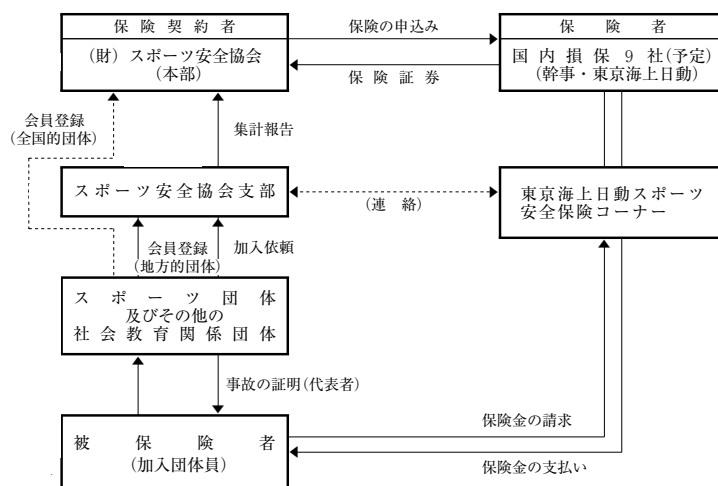 保険契約者
(財)スポーツ安全協会
(本部)
保険の申込み
保険証券
保険者
国内損保9社(予定)
(幹事・東京海上日動)
会員登録
(全国的団体)
集計報告
スポーツ安全協会支部
(連絡)
東京海上日動スポーツ
安全保険コーナー
会員登録
(地方的団体)
加入依頼
スポーツ団体
及びその他の
社会教育関係団体
事故の証明(代表者)
被保険者
(加入団体員)
保険金の請求
保険金の支払い